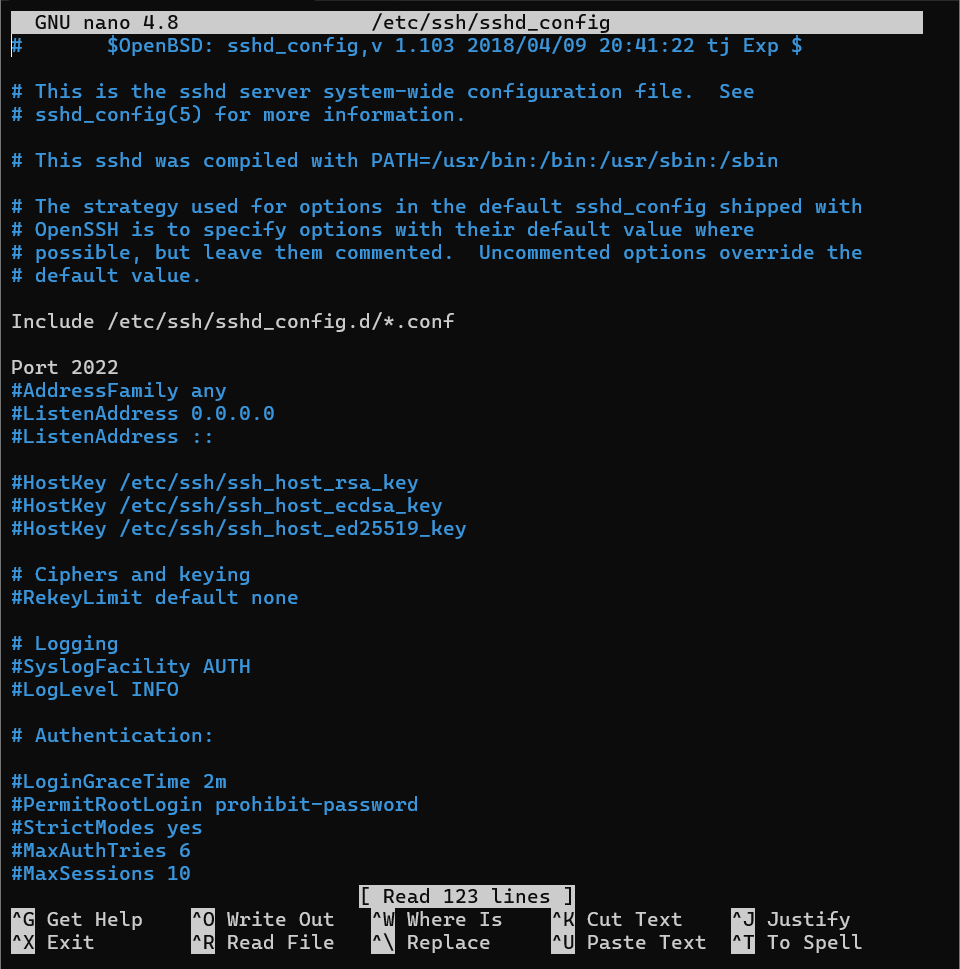 GNU nano 4.8 /etc/ssh/sshd_config
# $OpenBSD: sshd_config,v 1.103 2018/04/09 20:41:22 tj Exp $
# This is the sshd server system-wide configuration file.  See
# sshd_config(5) for more information.
# This sshd was compiled with PATH=/usr/bin:/bin:/usr/sbin:/sbin
# The strategy used for options in the default sshd_config shipped with
# OpenSSH is to specify options with their default value where
# possible, but leave them commented.  Uncommented options override the
# default value.
Include /etc/ssh/sshd_config.d/*.conf
Port 2022
#AddressFamily any
#ListenAddress 0.0.0.0
#ListenAddress ::
#HostKey /etc/ssh/ssh_host_rsa_key
#HostKey /etc/ssh/ssh_host_ecdsa_key
#HostKey /etc/ssh/ssh_host_ed25519_key
# Ciphers and keying
#RekeyLimit default none
# Logging
#SyslogFacility AUTH
#LogLevel INFO
# Authentication:
#LoginGraceTime 2m
#PermitRootLogin prohibit-password
#StrictModes yes
#MaxAuthTries 6
#MaxSessions 10
[ Read 123 lines ]
^G Get Help ^O Write Out ^W Where Is ^K Cut Text ^J Justify
^X Exit ^R Read File ^\ Replace ^U Paste Text ^T To Spell